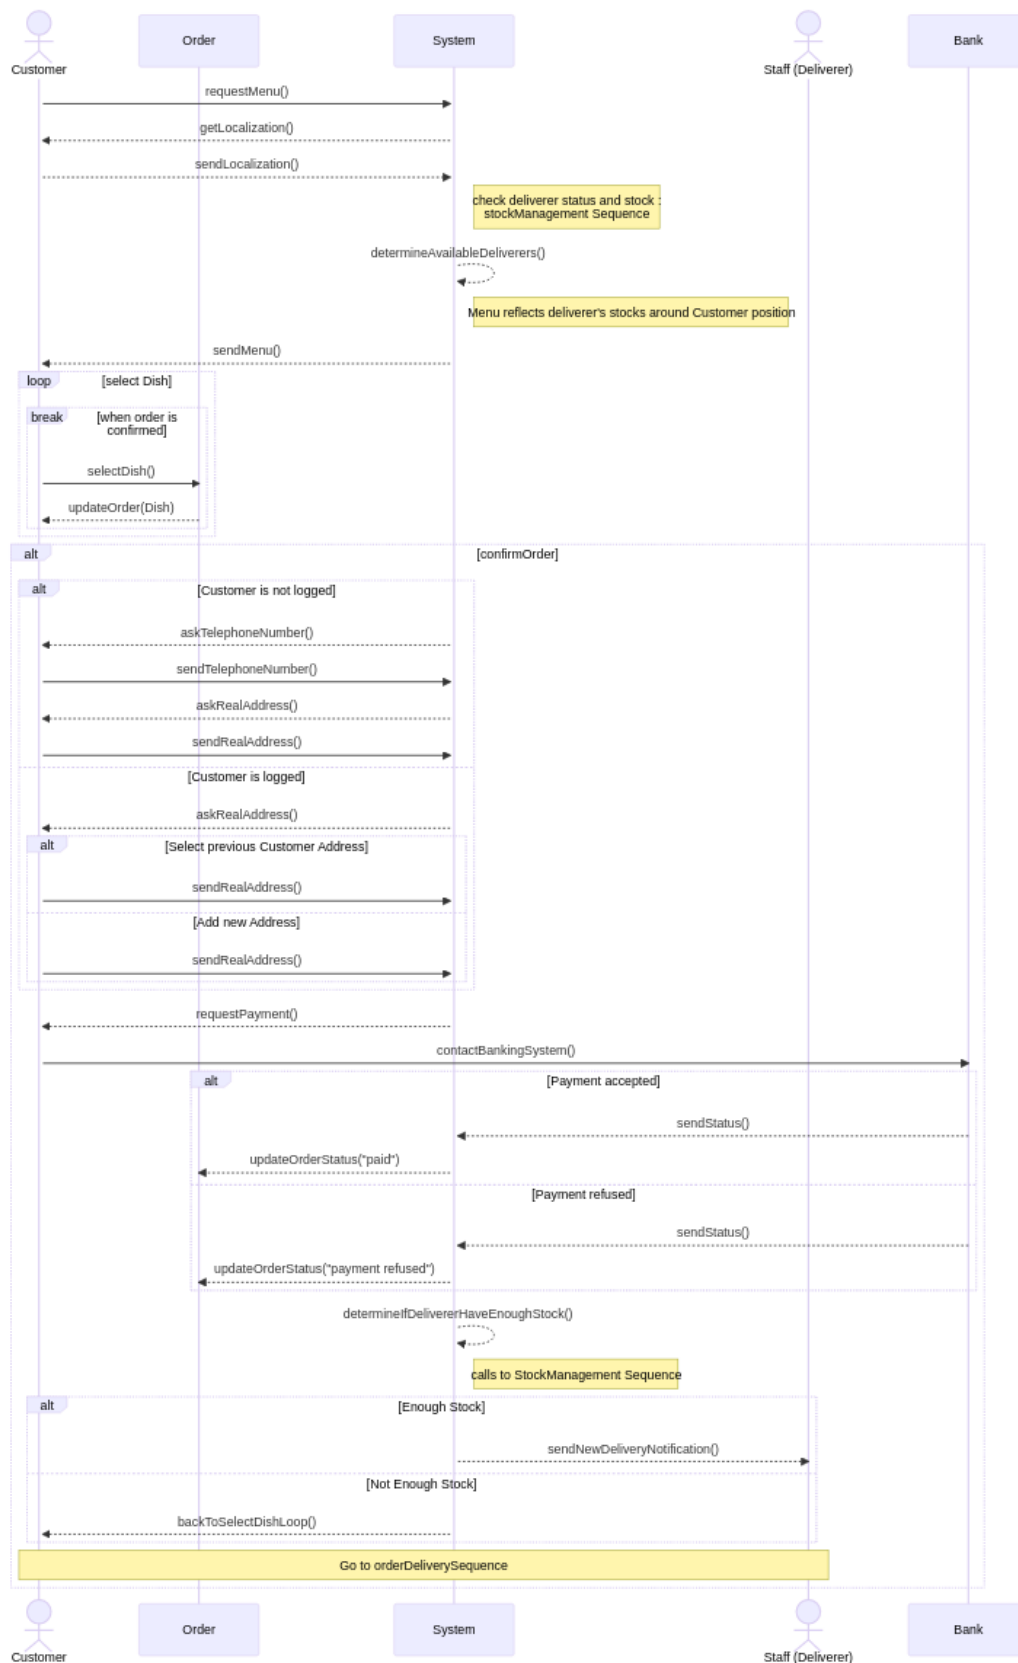 Customer
Order
System
Staff (Deliverer)
Bank
requestMenu()
getLocalization()
sendLocalization()
check deliverer status and stock :
stockManagement Sequence
determineAvailableDeliverers()
Menu reflects deliverer's stocks around Customer position
sendMenu()
loop
[select Dish]
break
[when order is
confirmed]
selectDish()
updateOrder(Dish)
alt
[confirmOrder]
alt
[Customer is not logged]
askTelephoneNumber()
sendTelephoneNumber()
askRealAddress()
sendRealAddress()
[Customer is logged]
askRealAddress()
alt
[Select previous Customer Address]
sendRealAddress()
[Add new Address]
sendRealAddress()
requestPayment()
contactBankingSystem()
alt
[Payment accepted]
sendStatus()
updateOrderStatus("paid")
[Payment refused]
sendStatus()
updateOrderStatus("payment refused")
determineIfDelivererHaveEnoughStock()
calls to StockManagement Sequence
alt
[Enough Stock]
sendNewDeliveryNotification()
[Not Enough Stock]
backToSelectDishLoop()
Go to orderDeliverySequence
Customer
Order
System
Staff (Deliverer)
Bank